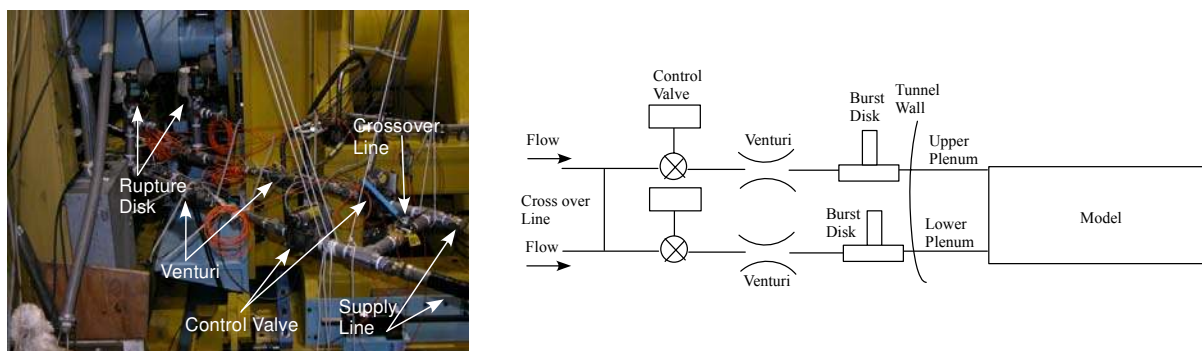 Crossover
Line
Rupture
Disk
Venturi
Control Valve
Supply
Line
Control
Valve
Burst
Disk
Tunnel
Wall
Flow
Venturi
Upper
Plenum
Cross over
Line
Burst
Disk
Lower
Plenum
Model
Flow
Venturi